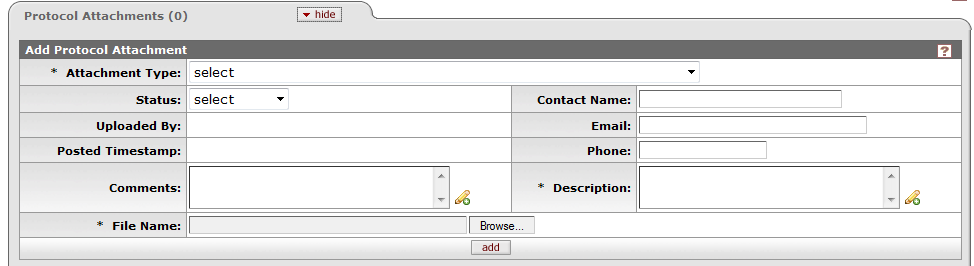 Protocol Attachments (0) ▼ hide
Add Protocol Attachment ?
* Attachment Type: select
Status: select Contact Name:
Uploaded By: Email:
Posted Timestamp: Phone:
Comments: * Description:
* File Name: Browse...
add